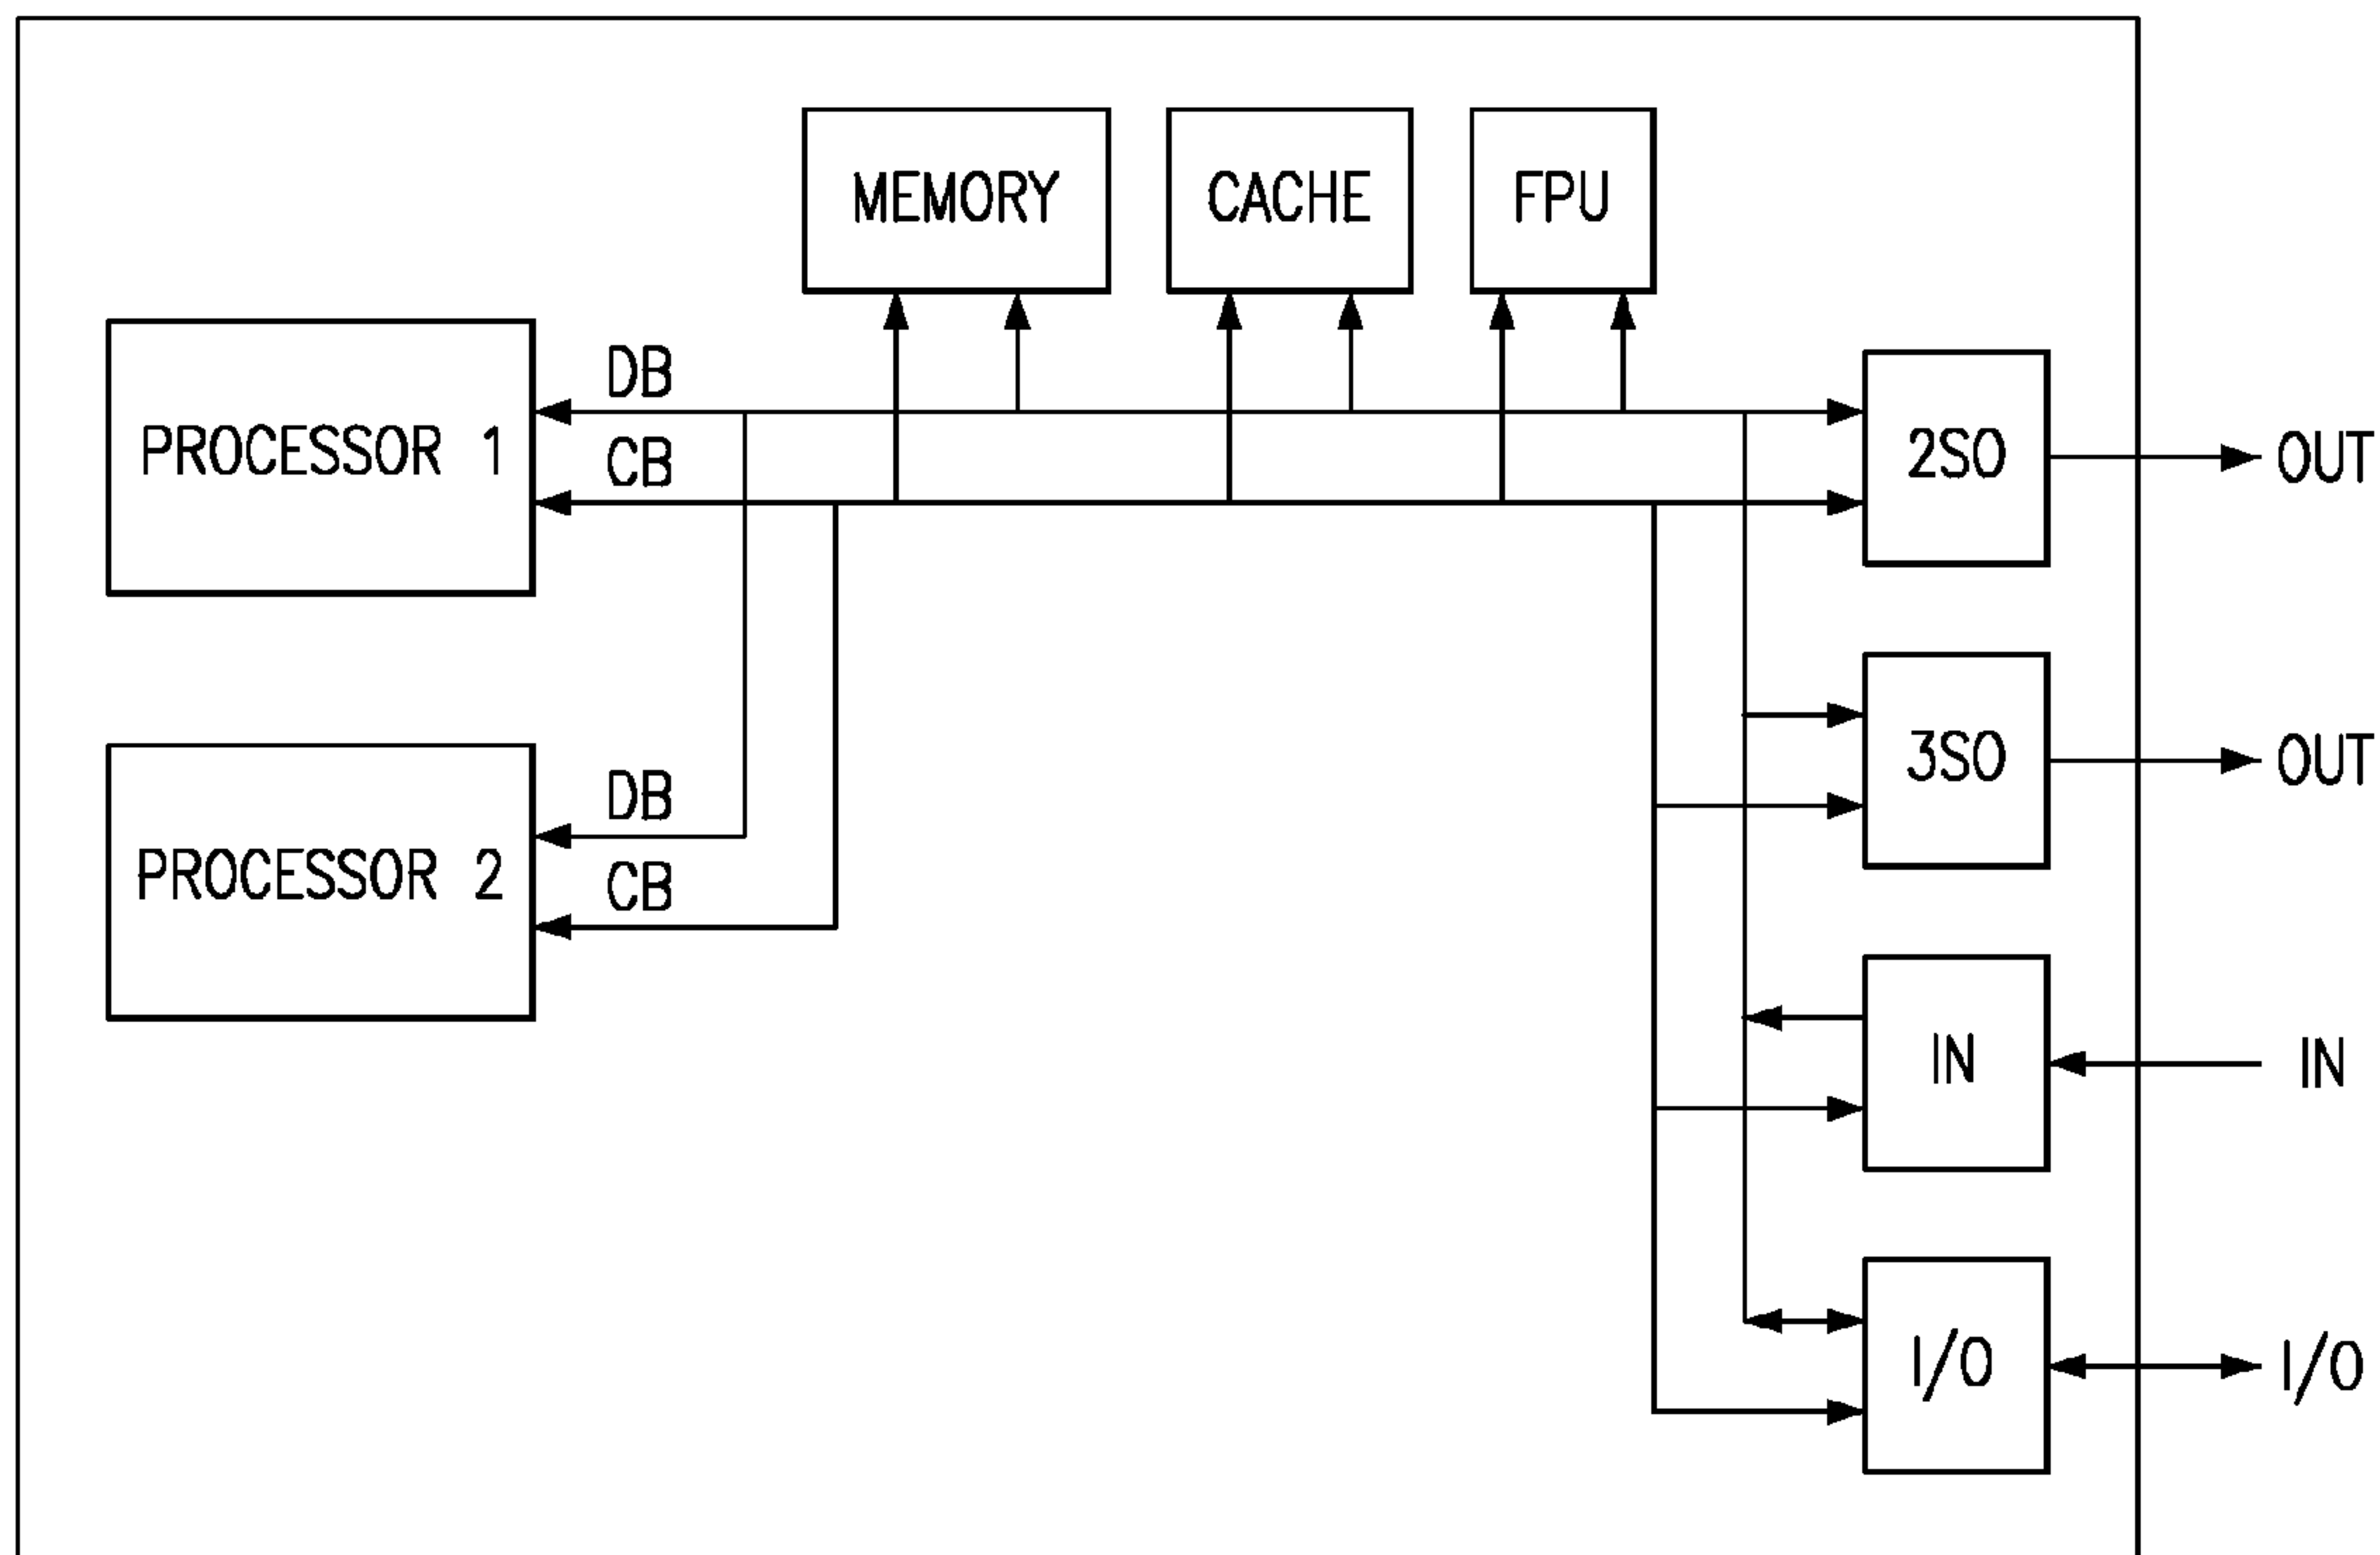 MEMORY
CACHE
FPU
PROCESSOR 1
DB
CB
2SO
OUT
3SO
OUT
PROCESSOR 2
DB
CB
IN
IN
I/O
I/O